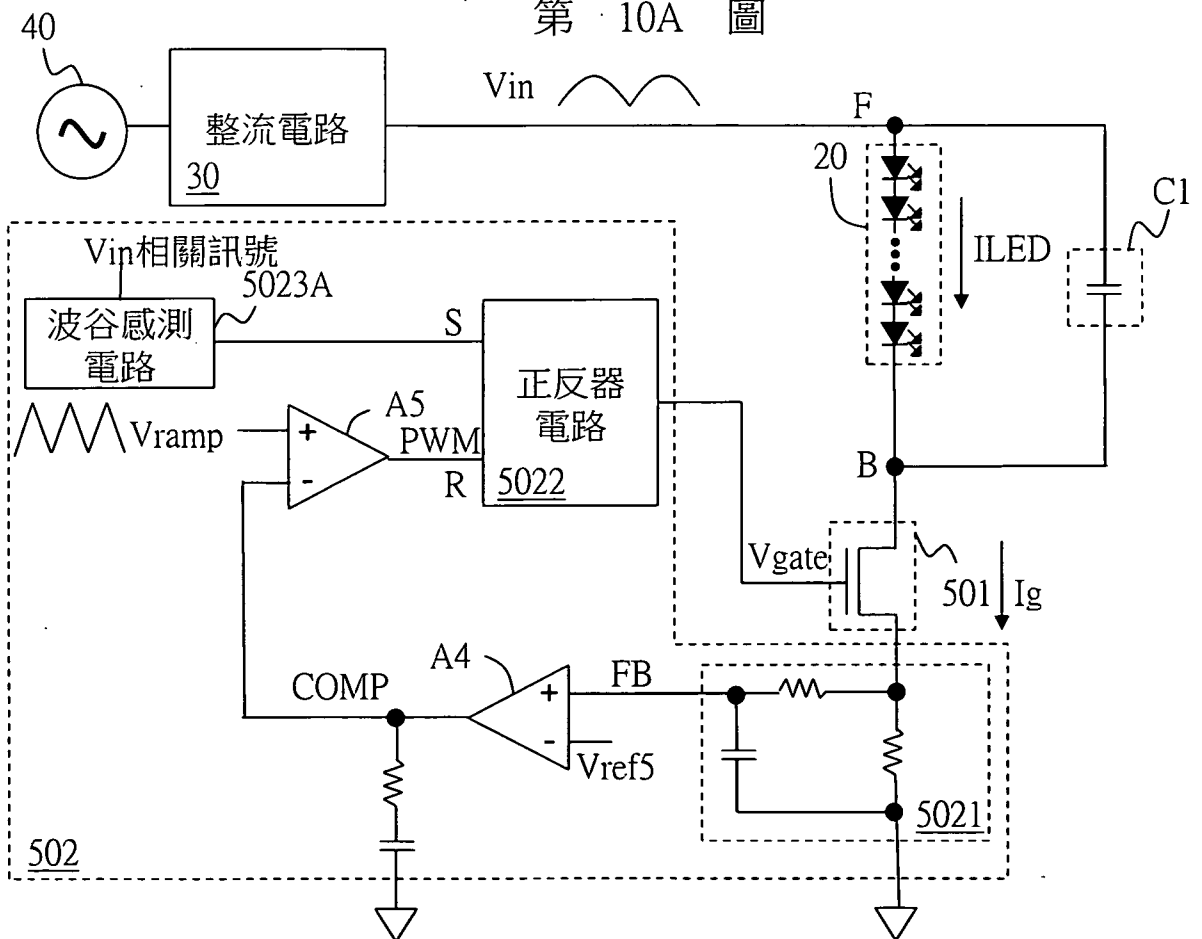 第 10A 圖
40
整流電路
30
Vin
F
20
ILED
C1
Vin相關訊號
5023A
波谷感測
電路
S
正反器
電路
5022
Vramp
+
-
A5
PWM
R
B
Vgate
501
Ig
A4
COMP
FB
+
-
Vref5
5021
502